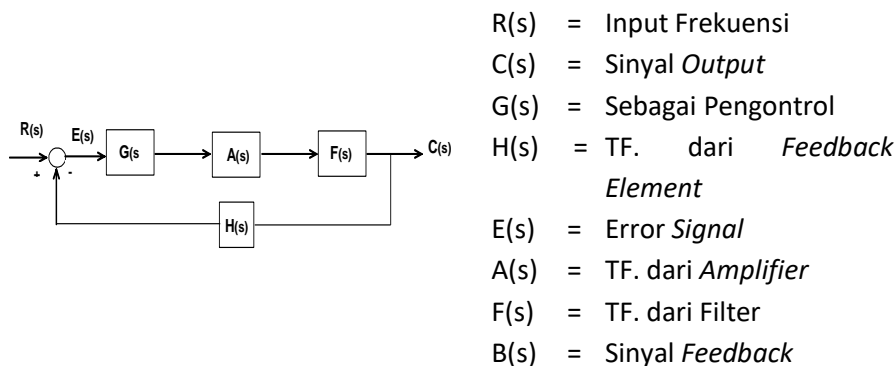 R(s)
E(s)
G(s
A(s)
F(s)
C(s)
+
-
H(s)
R(s) = Input Frekuensi
C(s) = Sinyal Output
G(s) = Sebagai Pengontrol
H(s) = TF. dari Feedback
Element
E(s) = Error Signal
A(s) = TF. dari Amplifier
F(s) = TF. dari Filter
B(s) = Sinyal Feedback